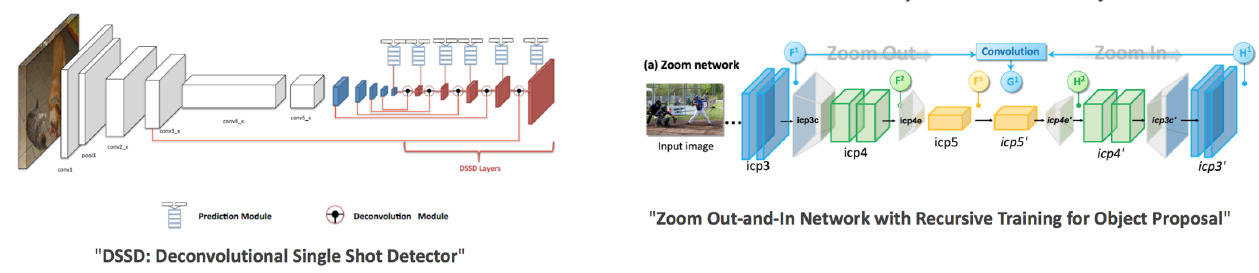 conv1
pool1
conv2_x
conv3_x
conv4_x
conv5_x
DSSD Layers
Prediction Module
Deconvolution Module
"DSSD: Deconvolutional Single Shot Detector"
F¹
Zoom Out
Convolution
Zoom In
H¹
(a) Zoom network
F²
F³
G¹
H²
Input image
icp3
icp3c
icp4
icp4e
icp5
icp5'
icp4e'
icp4'
icp3c'
icp3'
"Zoom Out-and-In Network with Recursive Training for Object Proposal"